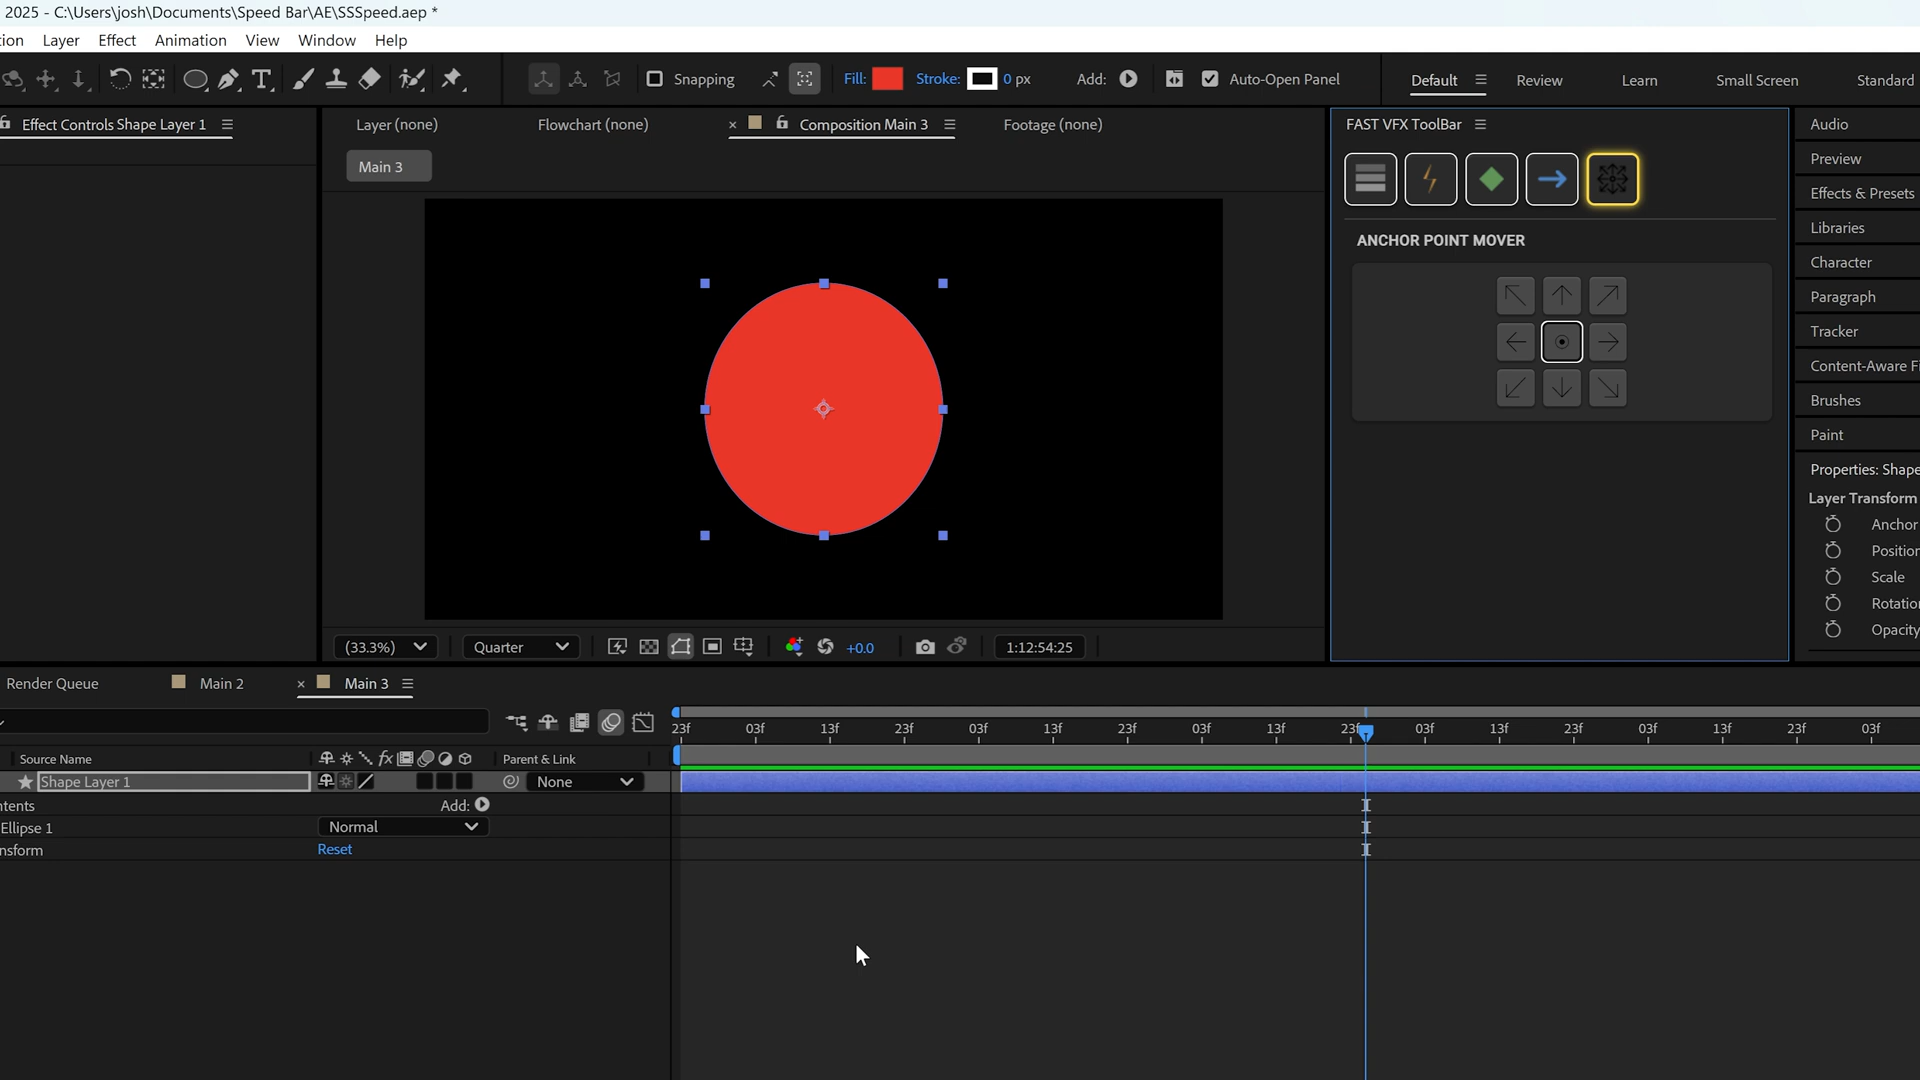 2025 - C:\Users\josh\Documents\Speed Bar\AE\SSSpeed.aep *
tion Layer Effect Animation View Window Help
Snapping Fill: Stroke: 0 px Add: Auto-Open Panel Default Review Learn Small Screen Standard
Effect Controls Shape Layer 1
Layer (none) Flowchart (none) Composition Main 3 Footage (none)
Main 3
FAST VFX ToolBar
ANCHOR POINT MOVER
Audio
Preview
Effects & Presets
Libraries
Character
Paragraph
Tracker
Content-Aware Fi
Brushes
Paint
Properties: Shape
Layer Transform
Anchor
Position
Scale
Rotation
Opacity
(33.3%) Quarter +0.0 1:12:54:25
Render Queue Main 2 Main 3
23f 03f 13f 23f 03f 13f 23f 03f 13f 23f 03f 13f 23f 03f 13f 23f 03f
Source Name fx Parent & Link
Shape Layer 1 None
ntents Add:
Ellipse 1 Normal
nsform Reset